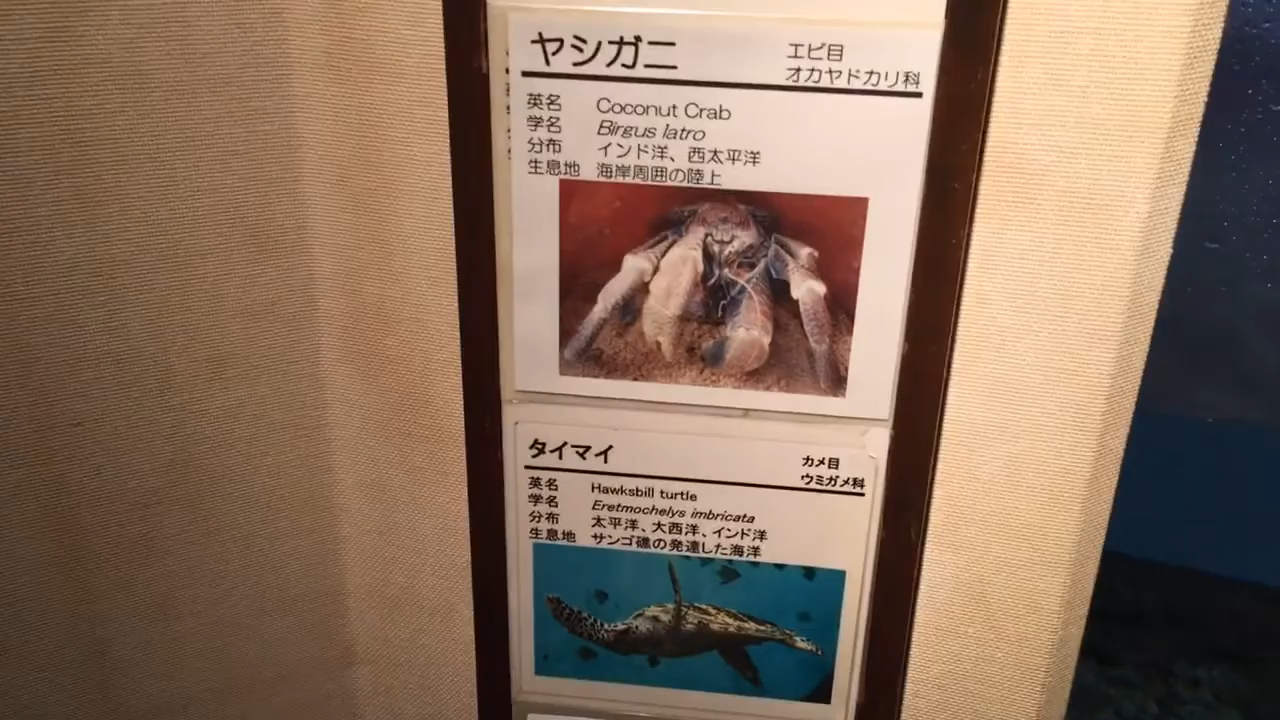 ヤシガニ
エビ目
オカヤドカリ科
英名 Coconut Crab
学名 Birgus latro
分布 インド洋、西太平洋
生息地 海岸周囲の陸上
タイマイ
カメ目
ウミガメ科
英名 Hawksbill turtle
学名 Eretmochelys imbricata
分布 太平洋、大西洋、インド洋
生息地 サンゴ礁の発達した海洋